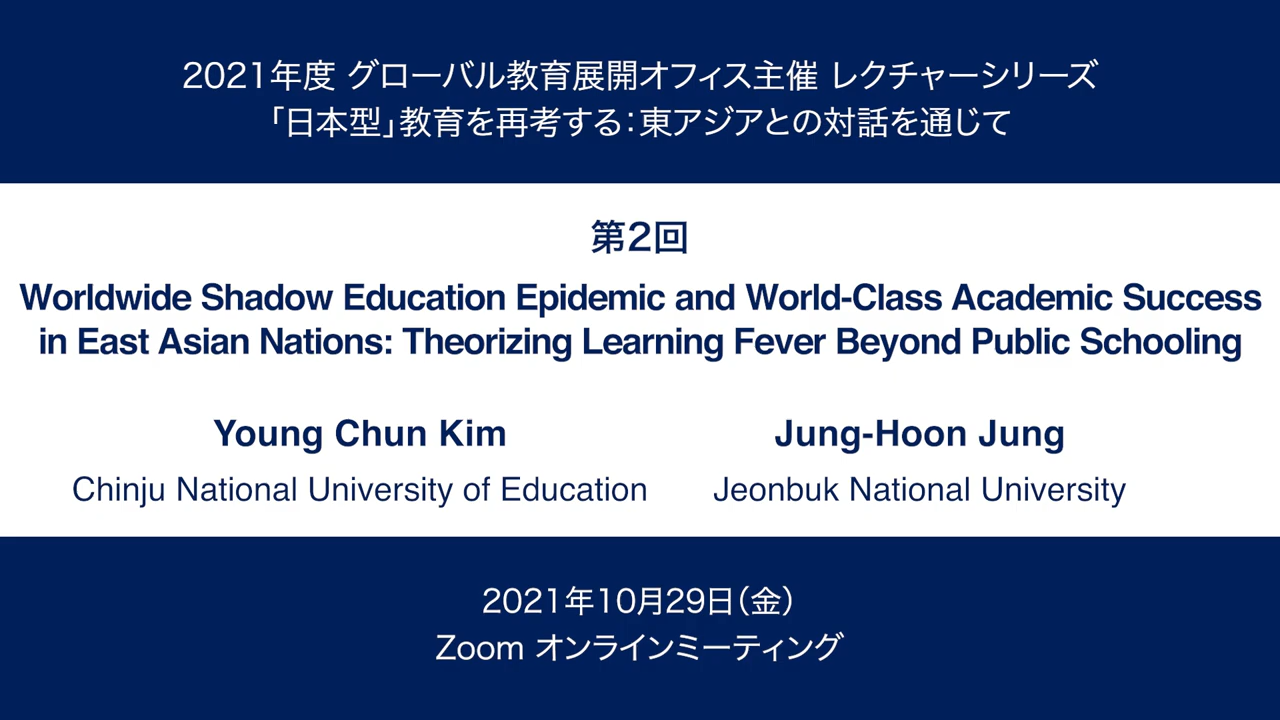 2021年度 グローバル教育展開オフィス主催 レクチャーシリーズ
「日本型」教育を再考する：東アジアとの対話を通じて
第2回
Worldwide Shadow Education Epidemic and World-Class Academic Success
in East Asian Nations: Theorizing Learning Fever Beyond Public Schooling
Young Chun Kim
Chinju National University of Education
Jung-Hoon Jung
Jeonbuk National University
2021年10月29日（金）
Zoom オンラインミーティング